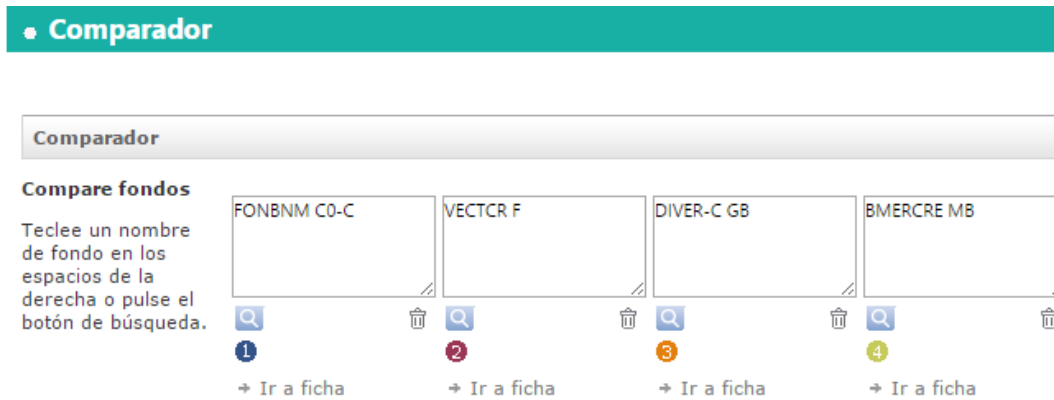 Comparador
Comparador
Compare fondos
Teclee un nombre
de fondo en los
espacios de la
derecha o pulse el
botón de búsqueda.
FONBNM C0-C
VECTCR F
DIVER-C GB
BMERCRE MB
1
2
3
4
Ir a ficha
Ir a ficha
Ir a ficha
Ir a ficha